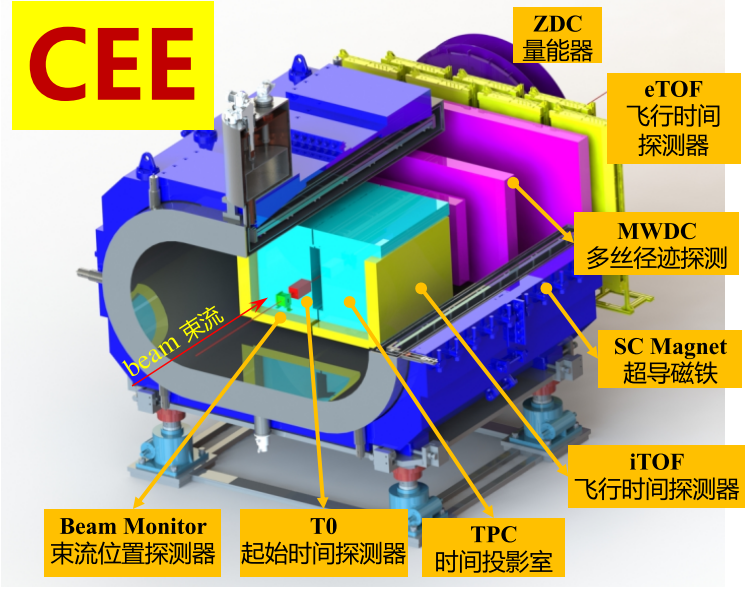 CEE
ZDC
量能器
eTOF
飞行时间
探测器
MWDC
多丝径迹探测
SC Magnet
超导磁铁
iTOF
飞行时间探测器
beam 束流
Beam Monitor
束流位置探测器
T0
起始时间探测器
TPC
时间投影室